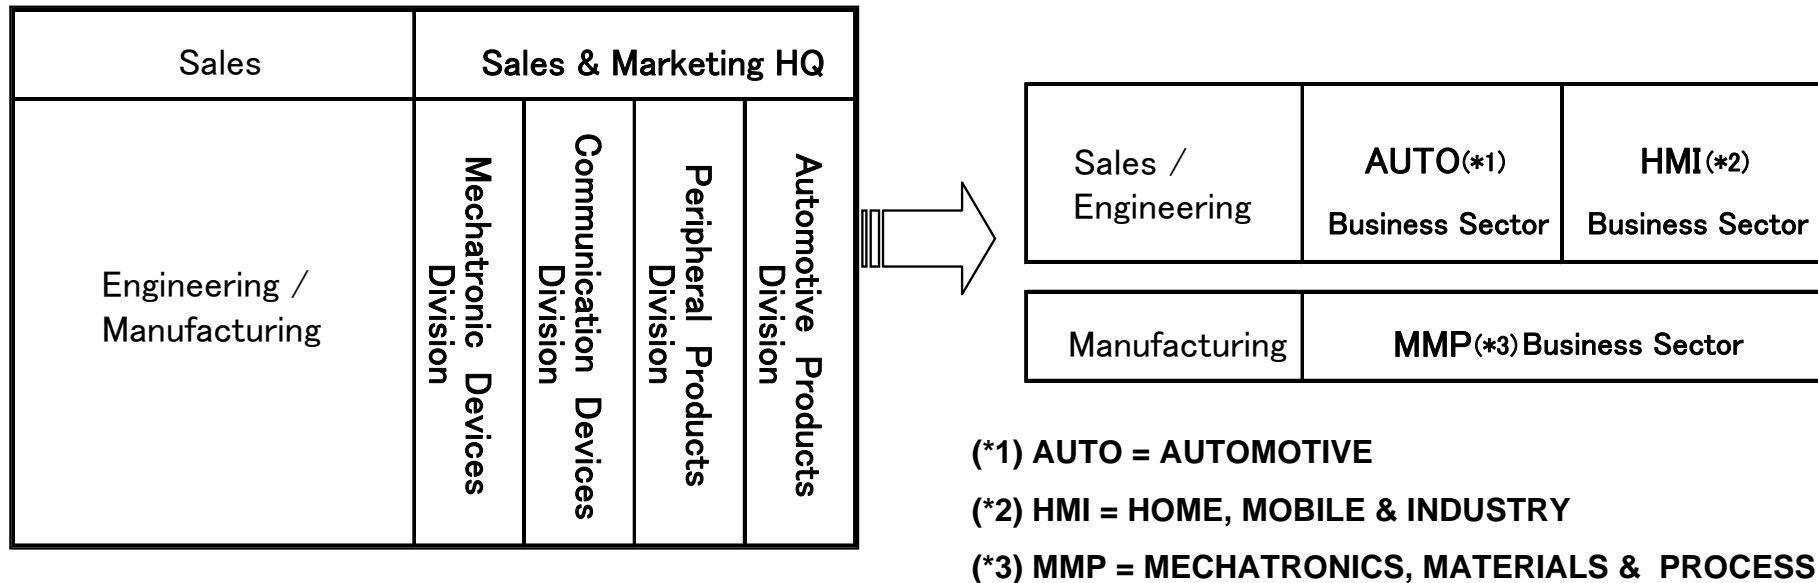 Sales
Sales & Marketing HQ
Engineering /
Manufacturing
Mechatronic Devices
Division
Communication Devices
Division
Peripheral Products
Division
Automotive Products
Division
Sales /
Engineering
AUTO(*1)
Business Sector
HMI(*2)
Business Sector
Manufacturing
MMP(*3) Business Sector
(*1) AUTO = AUTOMOTIVE
(*2) HMI = HOME, MOBILE & INDUSTRY
(*3) MMP = MECHATRONICS, MATERIALS & PROCESS